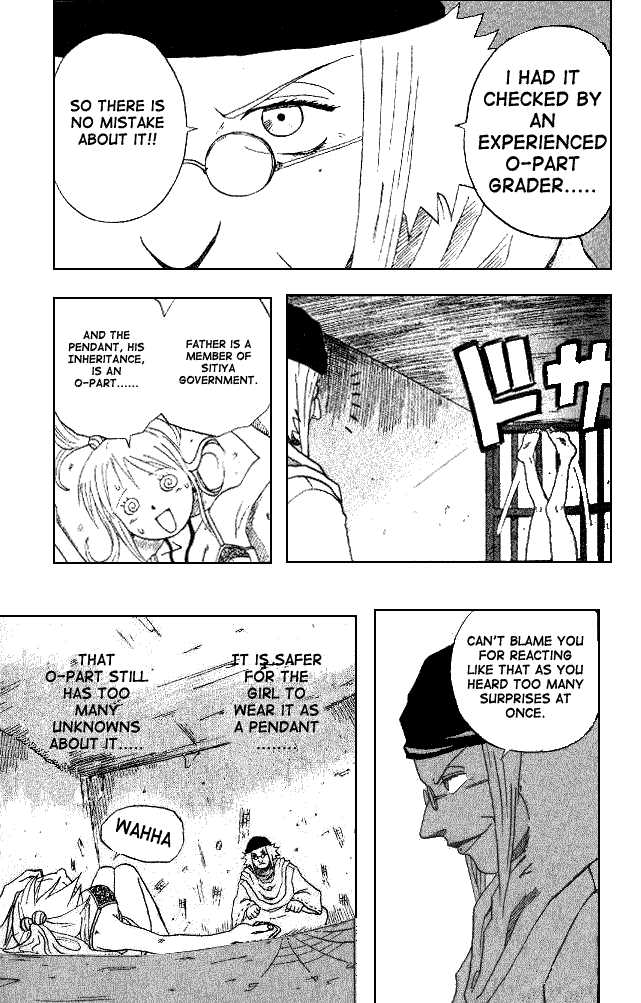 I HAD IT
CHECKED BY
AN
EXPERIENCED
O-PART
GRADER.....
SO THERE IS
NO MISTAKE
ABOUT IT!!
ドサ
FATHER IS A
MEMBER OF
SITIYA
GOVERNMENT.
AND THE
PENDANT, HIS
INHERITANCE,
IS AN
O-PART......
CAN'T BLAME YOU
FOR REACTING
LIKE THAT AS YOU
HEARD TOO MANY
SURPRISES AT
ONCE.
IT IS SAFER
FOR THE
GIRL TO
WEAR IT AS
A PENDANT
........
THAT
O-PART STILL
HAS TOO
MANY
UNKNOWNS
ABOUT IT.....
WAHHA